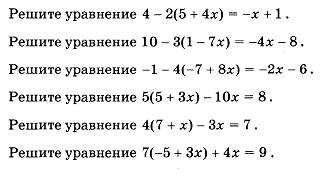 Решите уравнение 4 – 2(5 + 4x) = –x + 1 .
Решите уравнение 10 – 3(1 – 7x) = –4x – 8 .
Решите уравнение –1 – 4(–7 + 8x) = –2x – 6 .
Решите уравнение 5(5 + 3x) – 10x = 8 .
Решите уравнение 4(7 + x) – 3x = 7 .
Решите уравнение 7(–5 + 3x) + 4x = 9 .